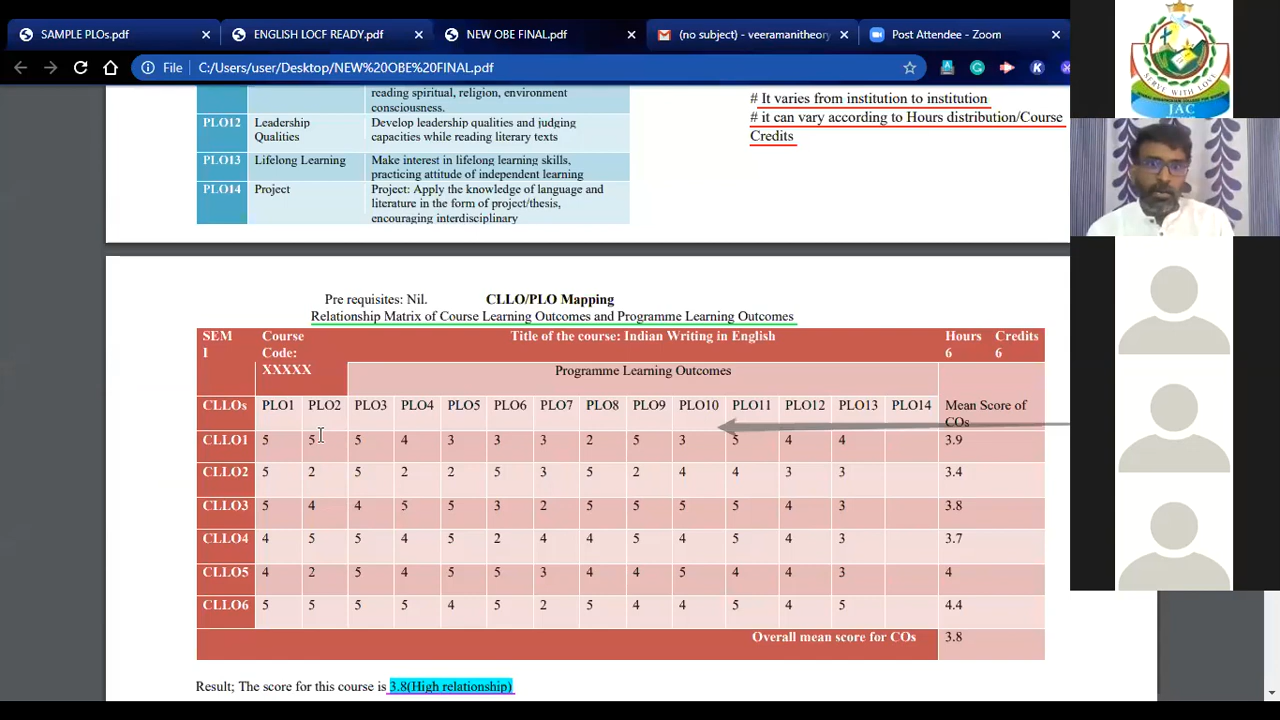 SAMPLE PLOs.pdf
ENGLISH LOCF READY.pdf
NEW OBE FINAL.pdf
(no subject) - veeramanitheory
Post Attendee - Zoom
File C:/Users/user/Desktop/NEW%20OBE%20FINAL.pdf
reading spiritual, religion, environment
consciousness.
PLO12 Leadership Qualities Develop leadership qualities and judging
capacities while reading literary texts
PLO13 Lifelong Learning Make interest in lifelong learning skills,
practicing attitude of independent learning
PLO14 Project Project: Apply the knowledge of language and
literature in the form of project/thesis,
encouraging interdisciplinary
# It varies from institution to institution
# it can vary according to Hours distribution/Course
Credits
SERVE WITH LOVE
IAC
Pre requisites: Nil. CLLO/PLO Mapping
Relationship Matrix of Course Learning Outcomes and Programme Learning Outcomes
SEM I Course Code: XXXXX Title of the course: Indian Writing in English Hours 6 Credits 6
Programme Learning Outcomes
CLLOs PLO1 PLO2 PLO3 PLO4 PLO5 PLO6 PLO7 PLO8 PLO9 PLO10 PLO11 PLO12 PLO13 PLO14 Mean Score of COs
CLLO1 5 5 5 4 3 3 3 2 5 3 5 4 4 3.9
CLLO2 5 2 5 2 2 5 3 5 2 4 4 3 3 3.4
CLLO3 5 4 4 5 5 3 2 5 5 5 5 4 3 3.8
CLLO4 4 5 5 4 5 2 4 4 5 4 5 4 3 3.7
CLLO5 4 2 5 4 5 5 3 4 4 5 4 4 3 4
CLLO6 5 5 5 5 4 5 2 5 4 4 5 4 5 4.4
Overall mean score for COs 3.8
Result; The score for this course is 3.8(High relationship)